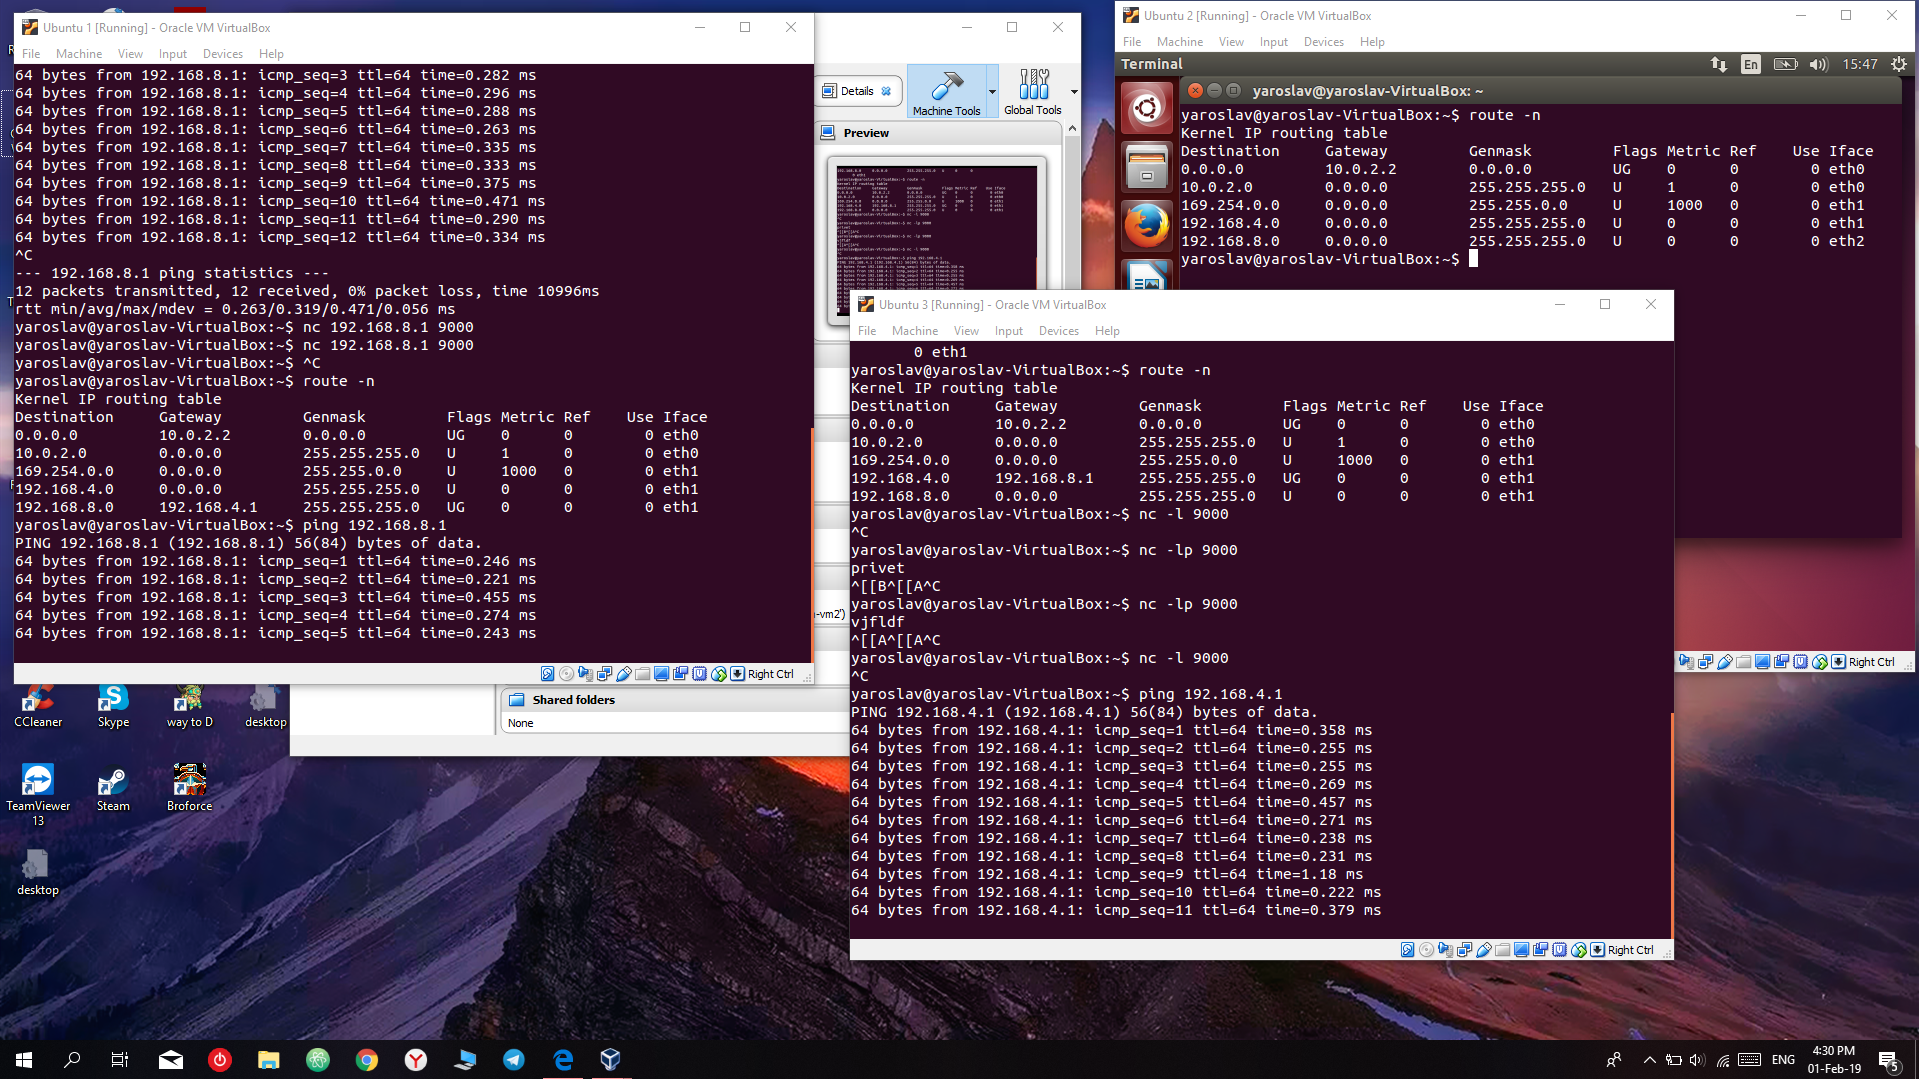 Ubuntu 1 [Running] - Oracle VM VirtualBox
File Machine View Input Devices Help
64 bytes from 192.168.8.1: icmp_seq=3 ttl=64 time=0.282 ms
64 bytes from 192.168.8.1: icmp_seq=4 ttl=64 time=0.296 ms
64 bytes from 192.168.8.1: icmp_seq=5 ttl=64 time=0.288 ms
64 bytes from 192.168.8.1: icmp_seq=6 ttl=64 time=0.263 ms
64 bytes from 192.168.8.1: icmp_seq=7 ttl=64 time=0.335 ms
64 bytes from 192.168.8.1: icmp_seq=8 ttl=64 time=0.333 ms
64 bytes from 192.168.8.1: icmp_seq=9 ttl=64 time=0.375 ms
64 bytes from 192.168.8.1: icmp_seq=10 ttl=64 time=0.471 ms
64 bytes from 192.168.8.1: icmp_seq=11 ttl=64 time=0.290 ms
64 bytes from 192.168.8.1: icmp_seq=12 ttl=64 time=0.334 ms
^C
--- 192.168.8.1 ping statistics ---
12 packets transmitted, 12 received, 0% packet loss, time 10996ms
rtt min/avg/max/mdev = 0.263/0.319/0.471/0.056 ms
yaroslav@yaroslav-VirtualBox:~$ nc 192.168.8.1 9000
yaroslav@yaroslav-VirtualBox:~$ nc 192.168.8.1 9000
yaroslav@yaroslav-VirtualBox:~$ ^C
yaroslav@yaroslav-VirtualBox:~$ route -n
Kernel IP routing table
Destination Gateway Genmask Flags Metric Ref Use Iface
0.0.0.0 10.0.2.2 0.0.0.0 UG 0 0 0 eth0
10.0.2.0 0.0.0.0 255.255.255.0 U 1 0 0 eth0
169.254.0.0 0.0.0.0 255.255.0.0 U 1000 0 0 eth1
192.168.4.0 0.0.0.0 255.255.255.0 U 0 0 0 eth1
192.168.8.0 192.168.4.1 255.255.255.0 UG 0 0 0 eth1
yaroslav@yaroslav-VirtualBox:~$ ping 192.168.8.1
PING 192.168.8.1 (192.168.8.1) 56(84) bytes of data.
64 bytes from 192.168.8.1: icmp_seq=1 ttl=64 time=0.246 ms
64 bytes from 192.168.8.1: icmp_seq=2 ttl=64 time=0.221 ms
64 bytes from 192.168.8.1: icmp_seq=3 ttl=64 time=0.455 ms
64 bytes from 192.168.8.1: icmp_seq=4 ttl=64 time=0.274 ms
64 bytes from 192.168.8.1: icmp_seq=5 ttl=64 time=0.243 ms
Right Ctrl
Details
Machine Tools
Global Tools
Preview
-vm2')
Shared folders
None
Ubuntu 2 [Running] - Oracle VM VirtualBox
File Machine View Input Devices Help
Terminal
En
15:47
yaroslav@yaroslav-VirtualBox: ~
yaroslav@yaroslav-VirtualBox:~$ route -n
Kernel IP routing table
Destination Gateway Genmask Flags Metric Ref Use Iface
0.0.0.0 10.0.2.2 0.0.0.0 UG 0 0 0 eth0
10.0.2.0 0.0.0.0 255.255.255.0 U 1 0 0 eth0
169.254.0.0 0.0.0.0 255.255.0.0 U 1000 0 0 eth1
192.168.4.0 0.0.0.0 255.255.255.0 U 0 0 0 eth1
192.168.8.0 0.0.0.0 255.255.255.0 U 0 0 0 eth2
yaroslav@yaroslav-VirtualBox:~$
Right Ctrl
Ubuntu 3 [Running] - Oracle VM VirtualBox
File Machine View Input Devices Help
0 eth1
yaroslav@yaroslav-VirtualBox:~$ route -n
Kernel IP routing table
Destination Gateway Genmask Flags Metric Ref Use Iface
0.0.0.0 10.0.2.2 0.0.0.0 UG 0 0 0 eth0
10.0.2.0 0.0.0.0 255.255.255.0 U 1 0 0 eth0
169.254.0.0 0.0.0.0 255.255.0.0 U 1000 0 0 eth1
192.168.4.0 192.168.8.1 255.255.255.0 UG 0 0 0 eth1
192.168.8.0 0.0.0.0 255.255.255.0 U 0 0 0 eth1
yaroslav@yaroslav-VirtualBox:~$ nc -l 9000
^C
yaroslav@yaroslav-VirtualBox:~$ nc -lp 9000
privet
^[[B^[[A^C
yaroslav@yaroslav-VirtualBox:~$ nc -lp 9000
vjfldf
^[[A^[[A^C
yaroslav@yaroslav-VirtualBox:~$ nc -l 9000
^C
yaroslav@yaroslav-VirtualBox:~$ ping 192.168.4.1
PING 192.168.4.1 (192.168.4.1) 56(84) bytes of data.
64 bytes from 192.168.4.1: icmp_seq=1 ttl=64 time=0.358 ms
64 bytes from 192.168.4.1: icmp_seq=2 ttl=64 time=0.255 ms
64 bytes from 192.168.4.1: icmp_seq=3 ttl=64 time=0.255 ms
64 bytes from 192.168.4.1: icmp_seq=4 ttl=64 time=0.269 ms
64 bytes from 192.168.4.1: icmp_seq=5 ttl=64 time=0.457 ms
64 bytes from 192.168.4.1: icmp_seq=6 ttl=64 time=0.271 ms
64 bytes from 192.168.4.1: icmp_seq=7 ttl=64 time=0.238 ms
64 bytes from 192.168.4.1: icmp_seq=8 ttl=64 time=0.231 ms
64 bytes from 192.168.4.1: icmp_seq=9 ttl=64 time=1.18 ms
64 bytes from 192.168.4.1: icmp_seq=10 ttl=64 time=0.222 ms
64 bytes from 192.168.4.1: icmp_seq=11 ttl=64 time=0.379 ms
Right Ctrl
CCleaner
Skype
way to D
desktop
TeamViewer 13
Steam
Broforce
desktop
ENG
4:30 PM
01-Feb-19
5